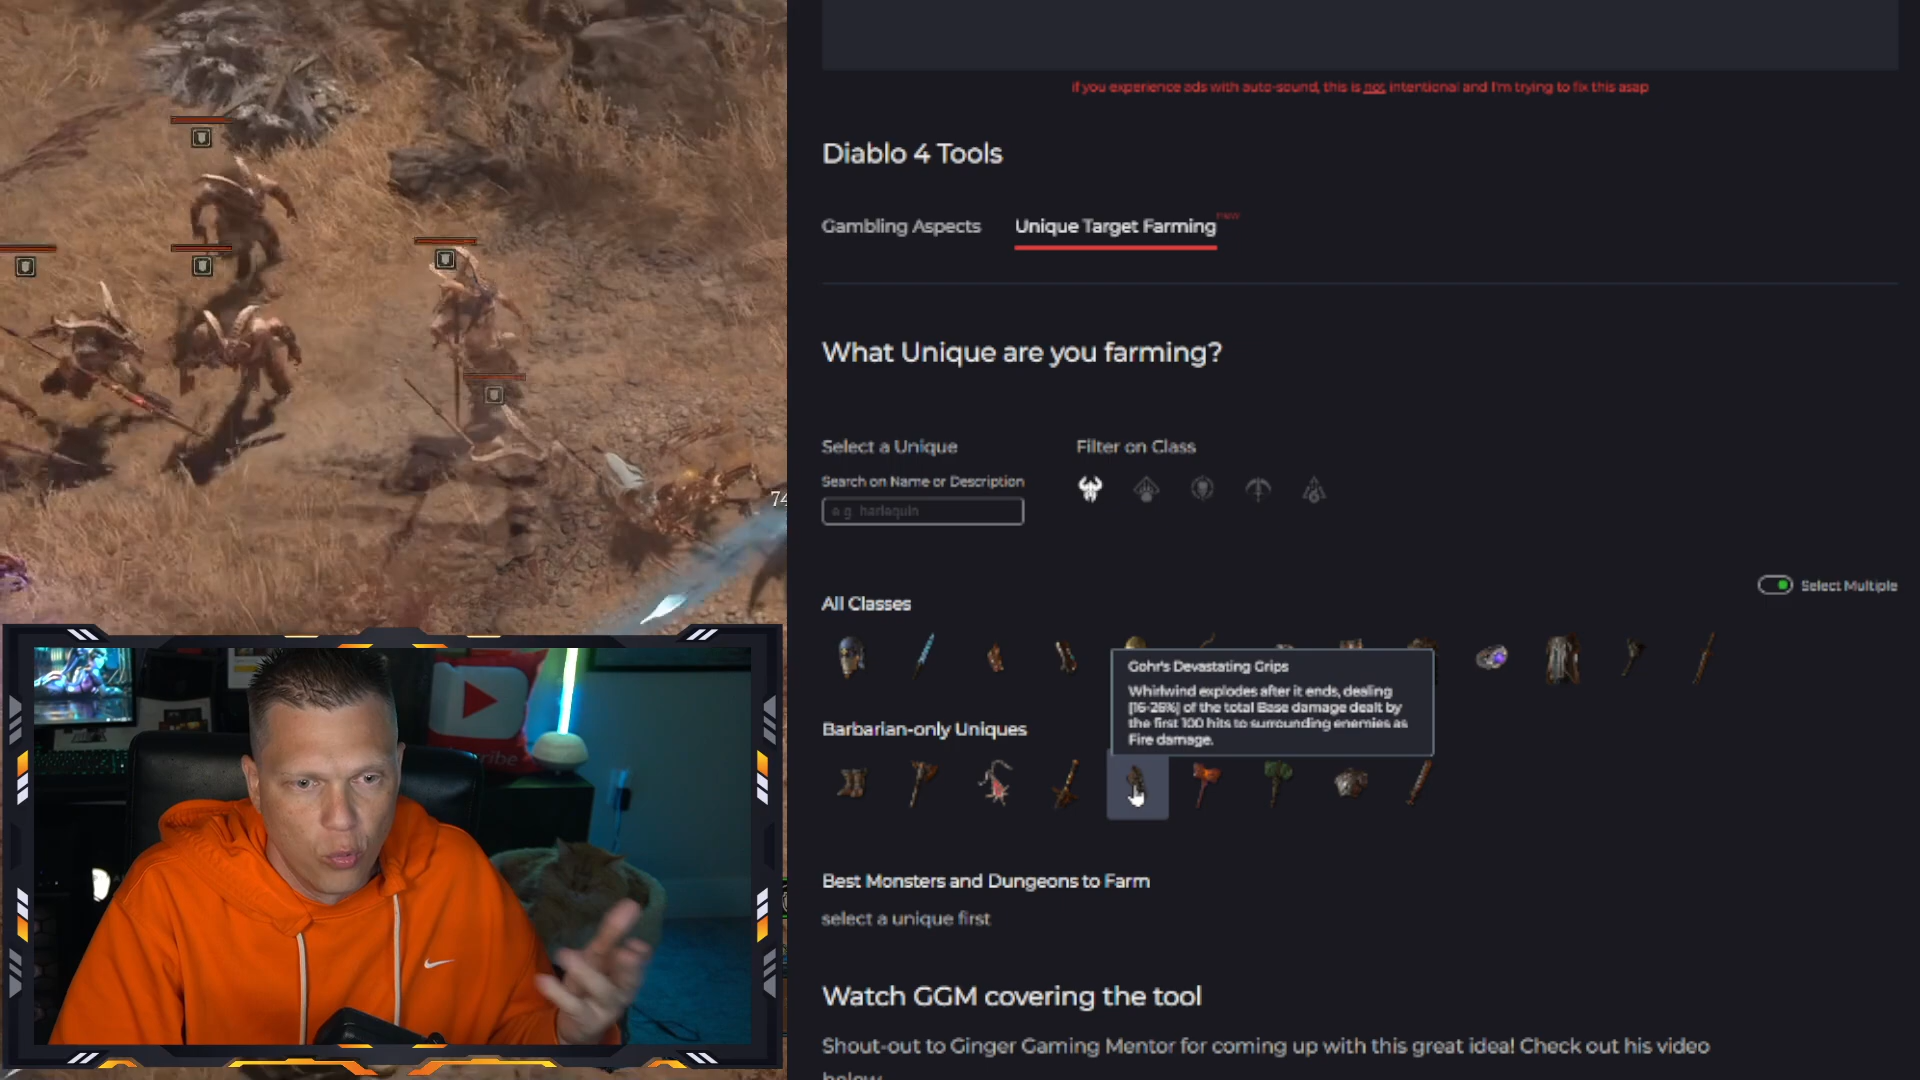 if you experience ads with auto-sound, this is not intentional and I'm trying to fix this asap
Diablo 4 Tools
Gambling Aspects
Unique Target Farming
new
What Unique are you farming?
Select a Unique
Filter on Class
Search on Name or Description
e.g. harlequin
Select Multiple
All Classes
Gohr's Devastating Grips
Whirlwind explodes after it ends, dealing
[16-26%] of the total Base damage dealt by
the first 100 hits to surrounding enemies as
Fire damage.
Barbarian-only Uniques
Best Monsters and Dungeons to Farm
select a unique first
Watch GGM covering the tool
Shout-out to Ginger Gaming Mentor for coming up with this great idea! Check out his video
below
74